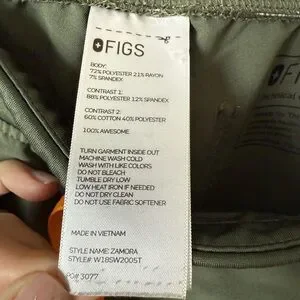 FIGS
BODY:
72% POLYESTER 21% RAYON
7% SPANDEX
CONTRAST 1:
88% POLYESTER 12% SPANDEX
CONTRAST 2:
60% COTTON 40% POLYESTER
100% AWESOME
TURN GARMENT INSIDE OUT
MACHINE WASH COLD
WASH WITH LIKE COLORS
DO NOT BLEACH
TUMBLE DRY LOW
LOW HEAT IRON IF NEEDED
DO NOT DRY CLEAN
DO NOT USE FABRIC SOFTENER
MADE IN VIETNAM
STYLE NAME: ZAMORA
STYLE#: W18SW2005T
PO# 3077
FIGS